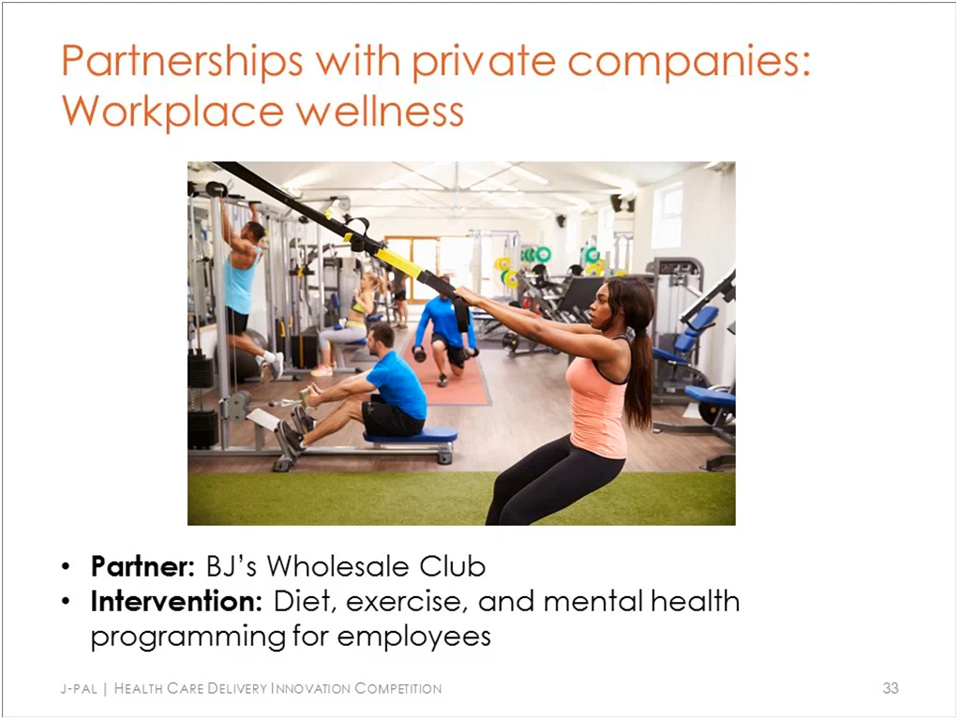 Partnerships with private companies:
Workplace wellness
• Partner: BJ’s Wholesale Club
• Intervention: Diet, exercise, and mental health
programming for employees
J-PAL | HEALTH CARE DELIVERY INNOVATION COMPETITION
33